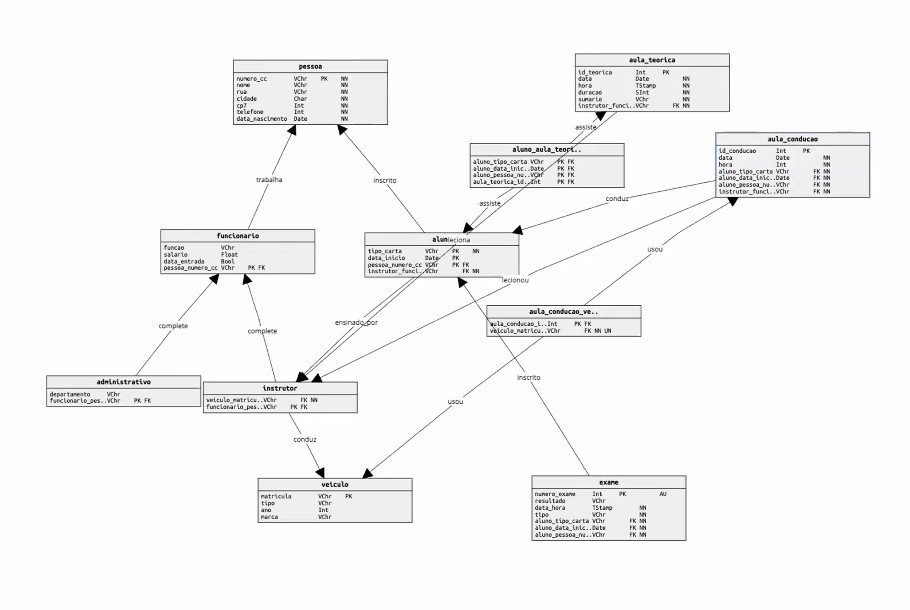 pessoa
numero_cc VChr PK NN
nome VChr NN
rua VChr NN
cidade Char NN
cp7 Int NN
telefone Int NN
data_nascimento Date NN
aula_teorica
id_teorica Int PK
data Date NN
hora TStamp NN
duracao SInt NN
sumario VChr NN
instrutor_funci..VChr FK NN
assiste
aluno_aula_teori..
aluno_tipo_carta VChr PK FK
aluno_data_inic..Date PK FK
aluno_pessoa_nu..VChr PK FK
aula_teorica_id..Int PK FK
aula_conducao
id_conducao Int PK
data Date NN
hora Int NN
aluno_tipo_carta VChr FK NN
aluno_data_inic..Date FK NN
aluno_pessoa_nu..VChr FK NN
instrutor_funci..VChr FK NN
trabalha
inscrito
assiste
conduz
funcionario
funcao VChr
salario Float
data_entrada Bool
pessoa_numero_cc VChr PK FK
leciona
tipo_carta VChr PK NN
data_inicio Date PK
pessoa_numero_cc VChr PK FK
instrutor_funci..VChr FK NN
usou
lecionou
aula_conducao_ve..
aula_conducao_i..Int PK FK
veiculo_matricu..VChr FK NN UN
complete
complete
ensinado_por
inscrito
administrativo
departamento VChr
funcionario_pes..VChr PK FK
instrutor
veiculo_matricu..VChr FK NN
funcionario_pes..VChr PK FK
usou
conduz
veiculo
matricula VChr PK
tipo VChr
ano Int
marca VChr
exame
numero_exame Int PK AU
resultado VChr
data_hora TStamp NN
tipo VChr NN
aluno_tipo_carta VChr FK NN
aluno_data_inic..Date FK NN
aluno_pessoa_nu..VChr FK NN